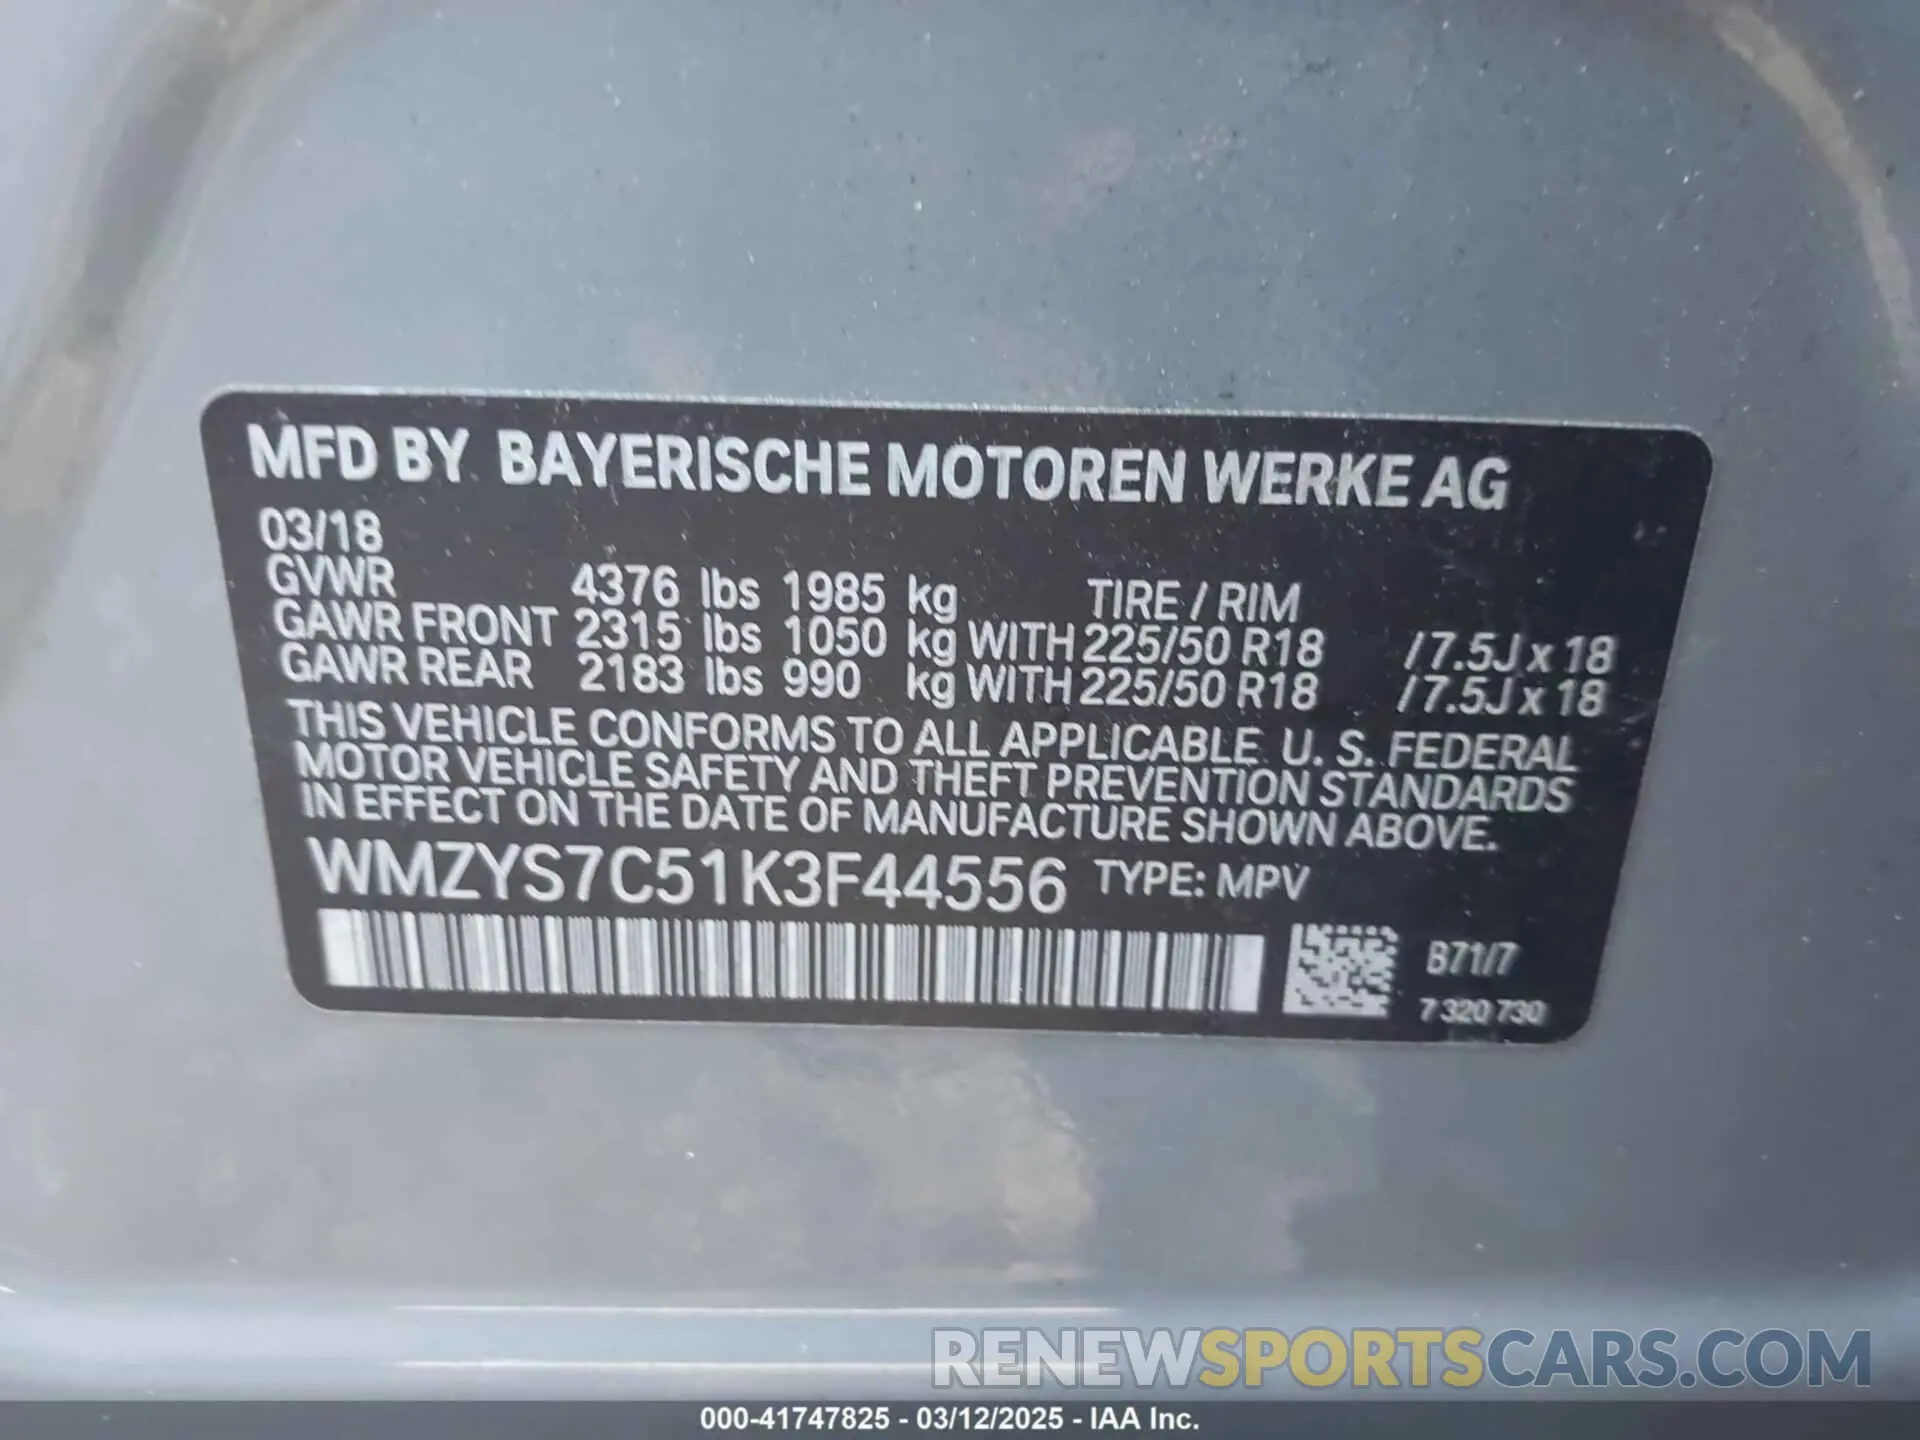 MFD BY BAYERISCHE MOTOREN WERKE AG
03/18
GVWR 4376 lbs 1985 kg TIRE / RIM
GAWR FRONT 2315 lbs 1050 kg WITH 225/50 R18 /7.5J x 18
GAWR REAR 2183 lbs 990 kg WITH 225/50 R18 /7.5J x 18
THIS VEHICLE CONFORMS TO ALL APPLICABLE U. S. FEDERAL
MOTOR VEHICLE SAFETY AND THEFT PREVENTION STANDARDS
IN EFFECT ON THE DATE OF MANUFACTURE SHOWN ABOVE.
WMZYS7C51K3F44556 TYPE: MPV
B71/7
7 320 730
RENEWSPORTSCARS.COM
000-41747825 - 03/12/2025 - IAA Inc.